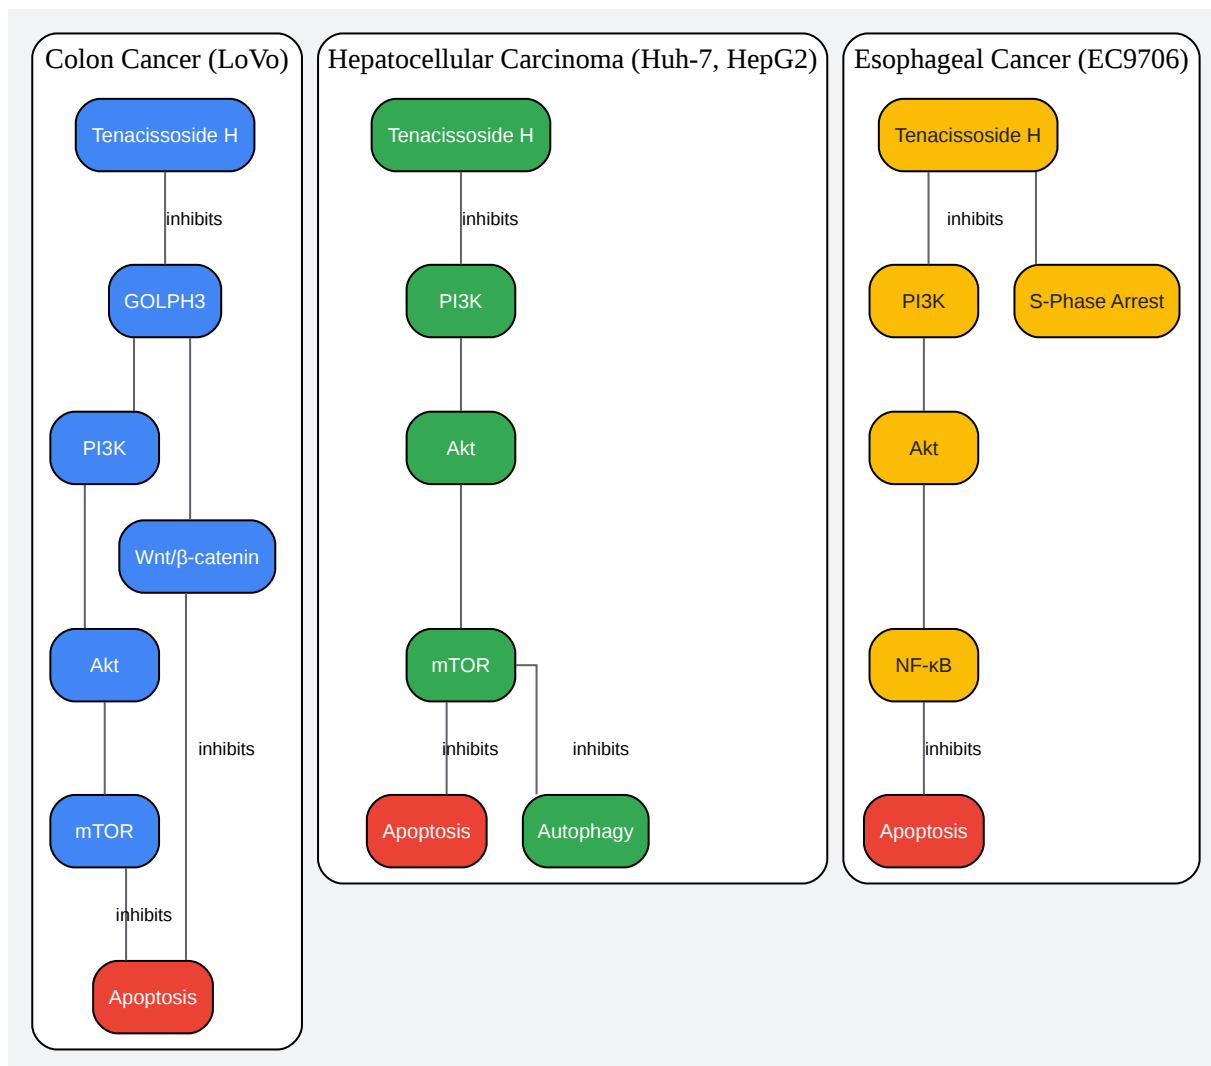 Colon Cancer (LoVo)
Tenacissoside H
inhibits
GOLPH3
PI3K
Wnt/β-catenin
Akt
inhibits
mTOR
inhibits
Apoptosis
Hepatocellular Carcinoma (Huh-7, HepG2)
Tenacissoside H
inhibits
PI3K
Akt
mTOR
inhibits
inhibits
Apoptosis
Autophagy
Esophageal Cancer (EC9706)
Tenacissoside H
inhibits
PI3K
S-Phase Arrest
Akt
NF-κB
inhibits
Apoptosis